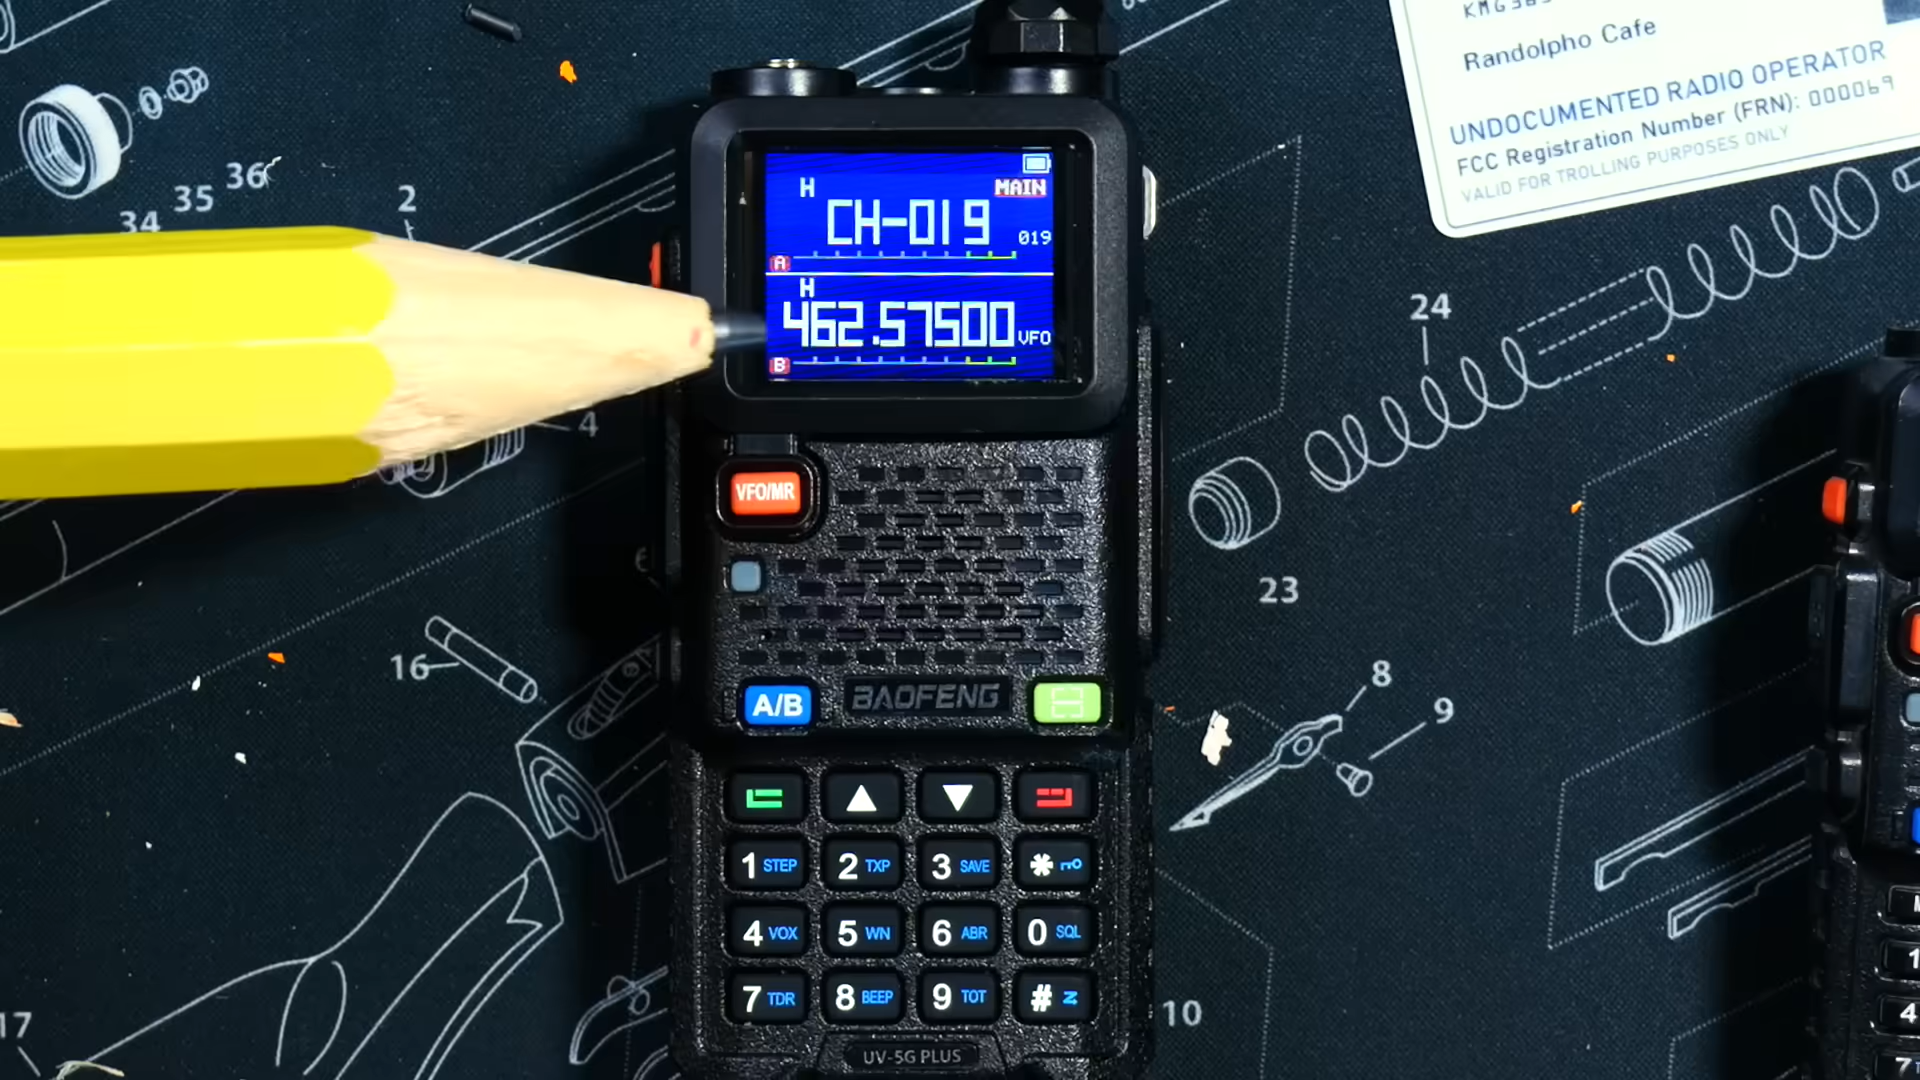 Randolpho Cafe
UNDOCUMENTED RADIO OPERATOR
FCC Registration Number (FRN): 000069
VALID FOR TROLLING PURPOSES ONLY
36
35
34
2
4
16
17
24
23
8
9
10
H
MAIN
CH-019
019
A
H
462.57500
VFO
B
VFO/MR
A/B
BAOFENG
1 STEP
2 TXP
3 SAVE
*
4 VOX
5 WN
6 ABR
0 SQL
7 TDR
8 BEEP
9 TOT
#
UV-5G PLUS
1
4
7